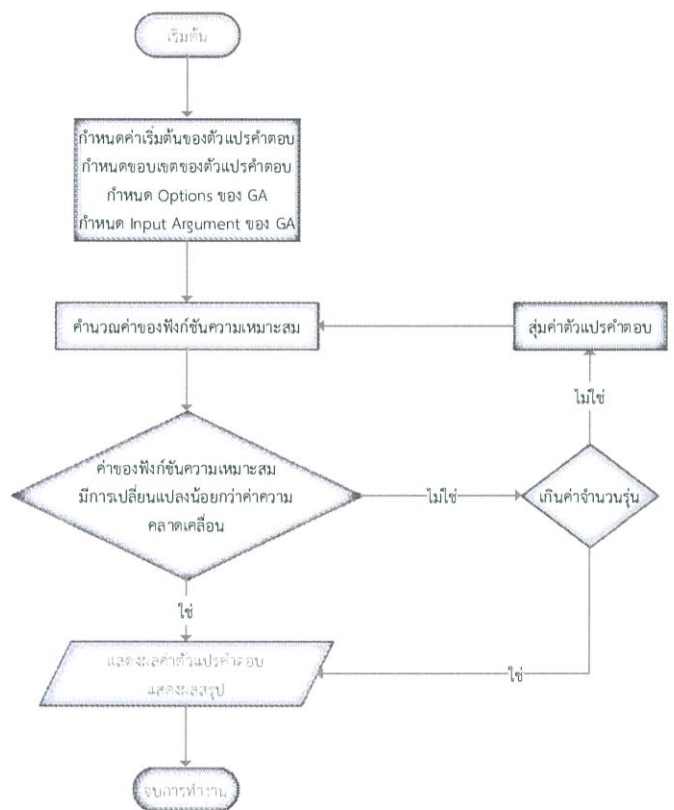 เริ่มต้น
กำหนดค่าเริ่มต้นของตัวแปรคำตอบ
กำหนดขอบเขตของตัวแปรคำตอบ
กำหนด Options ของ GA
กำหนด Input Argument ของ GA
คำนวณค่าของฟังก์ชันความเหมาะสม
สุ่มค่าตัวแปรคำตอบ
ไม่ใช่
ค่าของฟังก์ชันความเหมาะสม
มีการเปลี่ยนแปลงน้อยกว่าค่าความ
คลาดเคลื่อน
ไม่ใช่
เกินค่าจำนวนรุ่น
ใช่
แสดงผลค่าตัวแปรคำตอบ
แสดงผลสรุป
ใช่
จบการทำงาน